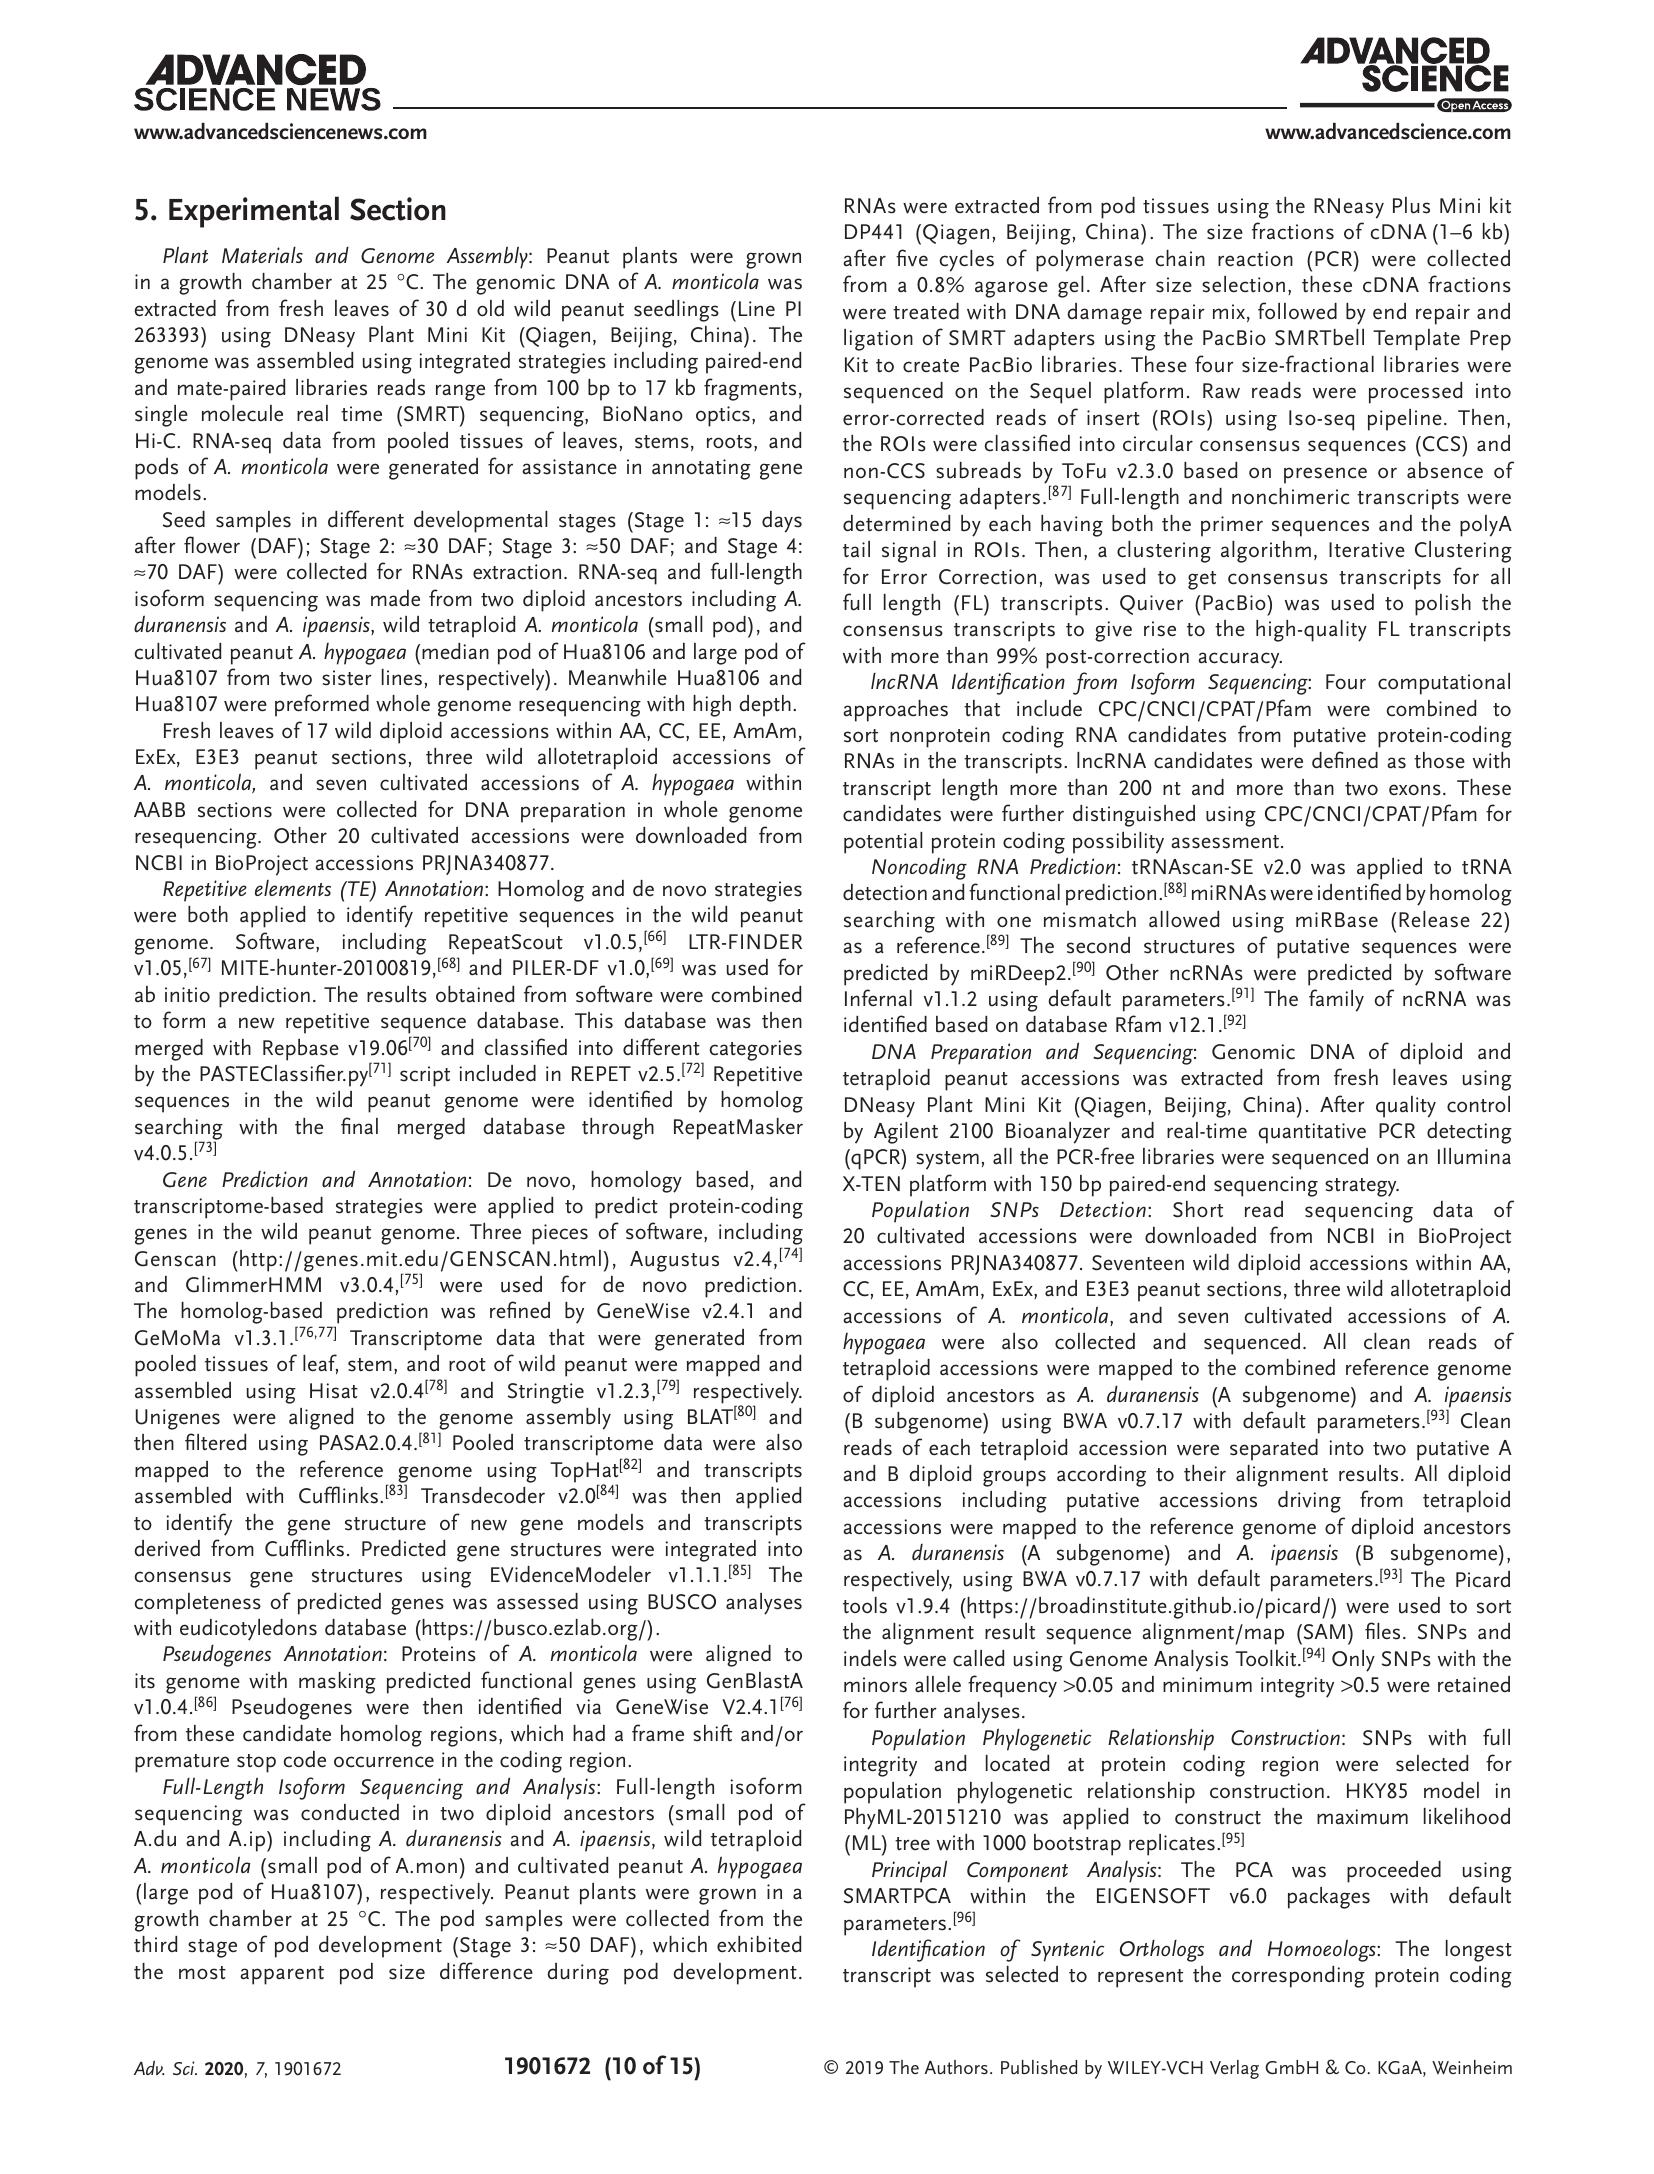 ADVANCED
SCIENCE NEWS
www.advancedsciencenews.com
ADVANCED
SCIENCE
Open Access
www.advancedscience.com
5. Experimental Section
Plant Materials and Genome Assembly: Peanut plants were grown
in a growth chamber at 25 °C. The genomic DNA of A. monticola was
extracted from fresh leaves of 30 d old wild peanut seedlings (Line PI
263393) using DNeasy Plant Mini Kit (Qiagen, Beijing, China). The
genome was assembled using integrated strategies including paired-end
and mate-paired libraries reads range from 100 bp to 17 kb fragments,
single molecule real time (SMRT) sequencing, BioNano optics, and
Hi-C. RNA-seq data from pooled tissues of leaves, stems, roots, and
pods of A. monticola were generated for assistance in annotating gene
models.
Seed samples in different developmental stages (Stage 1: ≈15 days
after flower (DAF); Stage 2: ≈30 DAF; Stage 3: ≈50 DAF; and Stage 4:
≈70 DAF) were collected for RNAs extraction. RNA-seq and full-length
isoform sequencing was made from two diploid ancestors including A.
duranensis and A. ipaensis, wild tetraploid A. monticola (small pod), and
cultivated peanut A. hypogaea (median pod of Hua8106 and large pod of
Hua8107 from two sister lines, respectively). Meanwhile Hua8106 and
Hua8107 were preformed whole genome resequencing with high depth.
Fresh leaves of 17 wild diploid accessions within AA, CC, EE, AmAm,
ExEx, E3E3 peanut sections, three wild allotetraploid accessions of
A. monticola, and seven cultivated accessions of A. hypogaea within
AABB sections were collected for DNA preparation in whole genome
resequencing. Other 20 cultivated accessions were downloaded from
NCBI in BioProject accessions PRJNA340877.
Repetitive elements (TE) Annotation: Homolog and de novo strategies
were both applied to identify repetitive sequences in the wild peanut
genome. Software, including RepeatScout v1.0.5,[66] LTR-FINDER
v1.05,[67] MITE-hunter-20100819,[68] and PILER-DF v1.0,[69] was used for
ab initio prediction. The results obtained from software were combined
to form a new repetitive sequence database. This database was then
merged with Repbase v19.06[70] and classified into different categories
by the PASTEClassifier.py[71] script included in REPET v2.5.[72] Repetitive
sequences in the wild peanut genome were identified by homolog
searching with the final merged database through RepeatMasker
v4.0.5.[73]
Gene Prediction and Annotation: De novo, homology based, and
transcriptome-based strategies were applied to predict protein-coding
genes in the wild peanut genome. Three pieces of software, including
Genscan (http://genes.mit.edu/GENSCAN.html), Augustus v2.4,[74]
and GlimmerHMM v3.0.4,[75] were used for de novo prediction.
The homolog-based prediction was refined by GeneWise v2.4.1 and
GeMoMa v1.3.1.[76,77] Transcriptome data that were generated from
pooled tissues of leaf, stem, and root of wild peanut were mapped and
assembled using Hisat v2.0.4[78] and Stringtie v1.2.3,[79] respectively.
Unigenes were aligned to the genome assembly using BLAT[80] and
then filtered using PASA2.0.4.[81] Pooled transcriptome data were also
mapped to the reference genome using TopHat[82] and transcripts
assembled with Cufflinks.[83] Transdecoder v2.0[84] was then applied
to identify the gene structure of new gene models and transcripts
derived from Cufflinks. Predicted gene structures were integrated into
consensus gene structures using EVidenceModeler v1.1.1.[85] The
completeness of predicted genes was assessed using BUSCO analyses
with eudicotyledons database (https://busco.ezlab.org/).
Pseudogenes Annotation: Proteins of A. monticola were aligned to
its genome with masking predicted functional genes using GenBlastA
v1.0.4.[86] Pseudogenes were then identified via GeneWise V2.4.1[76]
from these candidate homolog regions, which had a frame shift and/or
premature stop code occurrence in the coding region.
Full-Length Isoform Sequencing and Analysis: Full-length isoform
sequencing was conducted in two diploid ancestors (small pod of
A.du and A.ip) including A. duranensis and A. ipaensis, wild tetraploid
A. monticola (small pod of A.mon) and cultivated peanut A. hypogaea
(large pod of Hua8107), respectively. Peanut plants were grown in a
growth chamber at 25 °C. The pod samples were collected from the
third stage of pod development (Stage 3: ≈50 DAF), which exhibited
the most apparent pod size difference during pod development.
RNAs were extracted from pod tissues using the RNeasy Plus Mini kit
DP441 (Qiagen, Beijing, China). The size fractions of cDNA (1–6 kb)
after five cycles of polymerase chain reaction (PCR) were collected
from a 0.8% agarose gel. After size selection, these cDNA fractions
were treated with DNA damage repair mix, followed by end repair and
ligation of SMRT adapters using the PacBio SMRTbell Template Prep
Kit to create PacBio libraries. These four size-fractional libraries were
sequenced on the Sequel platform. Raw reads were processed into
error-corrected reads of insert (ROIs) using Iso-seq pipeline. Then,
the ROIs were classified into circular consensus sequences (CCS) and
non-CCS subreads by ToFu v2.3.0 based on presence or absence of
sequencing adapters.[87] Full-length and nonchimeric transcripts were
determined by each having both the primer sequences and the polyA
tail signal in ROIs. Then, a clustering algorithm, Iterative Clustering
for Error Correction, was used to get consensus transcripts for all
full length (FL) transcripts. Quiver (PacBio) was used to polish the
consensus transcripts to give rise to the high-quality FL transcripts
with more than 99% post-correction accuracy.
lncRNA Identification from Isoform Sequencing: Four computational
approaches that include CPC/CNCI/CPAT/Pfam were combined to
sort nonprotein coding RNA candidates from putative protein-coding
RNAs in the transcripts. lncRNA candidates were defined as those with
transcript length more than 200 nt and more than two exons. These
candidates were further distinguished using CPC/CNCI/CPAT/Pfam for
potential protein coding possibility assessment.
Noncoding RNA Prediction: tRNAscan-SE v2.0 was applied to tRNA
detection and functional prediction.[88] miRNAs were identified by homolog
searching with one mismatch allowed using miRBase (Release 22)
as a reference.[89] The second structures of putative sequences were
predicted by miRDeep2.[90] Other ncRNAs were predicted by software
Infernal v1.1.2 using default parameters.[91] The family of ncRNA was
identified based on database Rfam v12.1.[92]
DNA Preparation and Sequencing: Genomic DNA of diploid and
tetraploid peanut accessions was extracted from fresh leaves using
DNeasy Plant Mini Kit (Qiagen, Beijing, China). After quality control
by Agilent 2100 Bioanalyzer and real-time quantitative PCR detecting
(qPCR) system, all the PCR-free libraries were sequenced on an Illumina
X-TEN platform with 150 bp paired-end sequencing strategy.
Population SNPs Detection: Short read sequencing data of
20 cultivated accessions were downloaded from NCBI in BioProject
accessions PRJNA340877. Seventeen wild diploid accessions within AA,
CC, EE, AmAm, ExEx, and E3E3 peanut sections, three wild allotetraploid
accessions of A. monticola, and seven cultivated accessions of A.
hypogaea were also collected and sequenced. All clean reads of
tetraploid accessions were mapped to the combined reference genome
of diploid ancestors as A. duranensis (A subgenome) and A. ipaensis
(B subgenome) using BWA v0.7.17 with default parameters.[93] Clean
reads of each tetraploid accession were separated into two putative A
and B diploid groups according to their alignment results. All diploid
accessions including putative accessions driving from tetraploid
accessions were mapped to the reference genome of diploid ancestors
as A. duranensis (A subgenome) and A. ipaensis (B subgenome),
respectively, using BWA v0.7.17 with default parameters.[93] The Picard
tools v1.9.4 (https://broadinstitute.github.io/picard/) were used to sort
the alignment result sequence alignment/map (SAM) files. SNPs and
indels were called using Genome Analysis Toolkit.[94] Only SNPs with the
minors allele frequency >0.05 and minimum integrity >0.5 were retained
for further analyses.
Population Phylogenetic Relationship Construction: SNPs with full
integrity and located at protein coding region were selected for
population phylogenetic relationship construction. HKY85 model in
PhyML-20151210 was applied to construct the maximum likelihood
(ML) tree with 1000 bootstrap replicates.[95]
Principal Component Analysis: The PCA was proceeded using
SMARTPCA within the EIGENSOFT v6.0 packages with default
parameters.[96]
Identification of Syntenic Orthologs and Homoeologs: The longest
transcript was selected to represent the corresponding protein coding
Adv. Sci. 2020, 7, 1901672
1901672 (10 of 15)
© 2019 The Authors. Published by WILEY-VCH Verlag GmbH & Co. KGaA, Weinheim